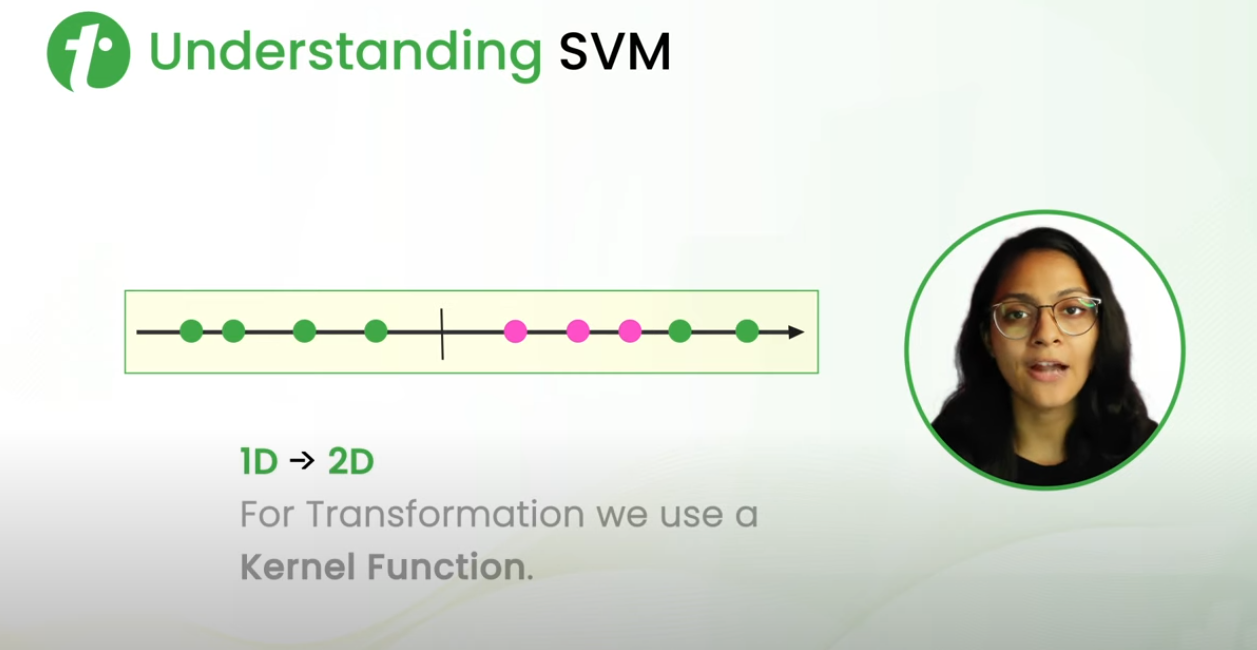 Understanding SVM
1D → 2D
For Transformation we use a
Kernel Function.